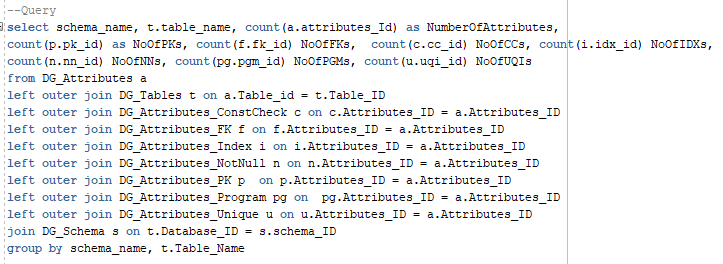 --Query
select schema_name, t.table_name, count(a.attributes_Id) as NumberOfAttributes,
count(p.pk_id) as NoOfPKs, count(f.fk_id) NoOfFKs,  count(c.cc_id) NoOfCCs, count(i.idx_id) NoOfIDXs,
count(n.nn_id) NoOfNNs, count(pg.pgm_id) NoOfPGMs, count(u.uqi_id) NoOfUQIs
from DG_Attributes a
left outer join DG_Tables t on a.Table_id = t.Table_ID
left outer join DG_Attributes_ConstCheck c on c.Attributes_ID = a.Attributes_ID
left outer join DG_Attributes_FK f on f.Attributes_ID = a.Attributes_ID
left outer join DG_Attributes_Index i on i.Attributes_ID = a.Attributes_ID
left outer join DG_Attributes_NotNull n on n.Attributes_ID = a.Attributes_ID
left outer join DG_Attributes_PK p  on p.Attributes_ID = a.Attributes_ID
left outer join DG_Attributes_Program pg on  pg.Attributes_ID = a.Attributes_ID
left outer join DG_Attributes_Unique u on u.Attributes_ID = a.Attributes_ID
join DG_Schema s on t.Database_ID = s.schema_ID
group by schema_name, t.Table_Name